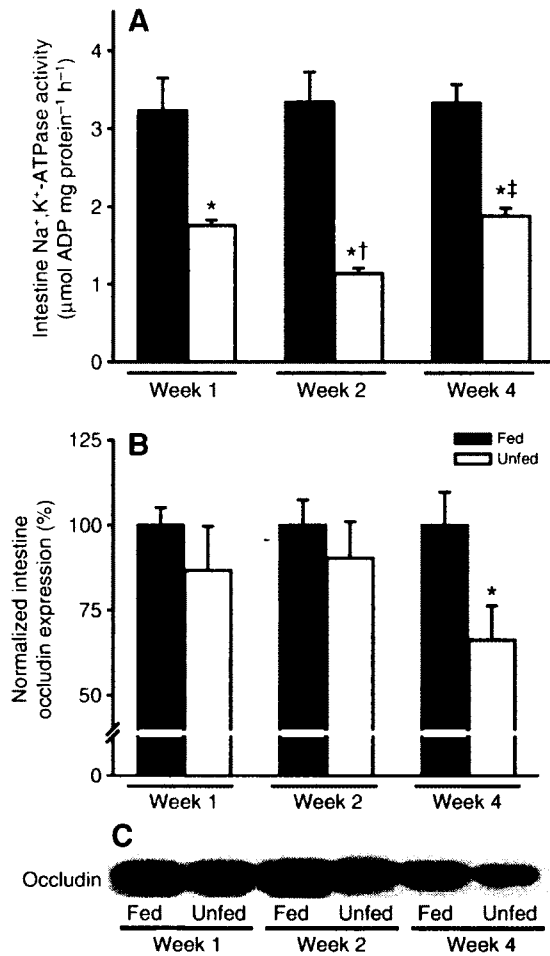 A
Intestine Na⁺,K⁺-ATPase activity
(μmol ADP mg protein⁻¹ h⁻¹)
4
3
2
1
0
*
*†
*‡
Week 1
Week 2
Week 4
B
Normalized intestine
occludin expression (%)
125
100
75
50
0
Fed
Unfed
*
Week 1
Week 2
Week 4
C
Occludin
Fed Unfed Fed Unfed Fed Unfed
Week 1 Week 2 Week 4